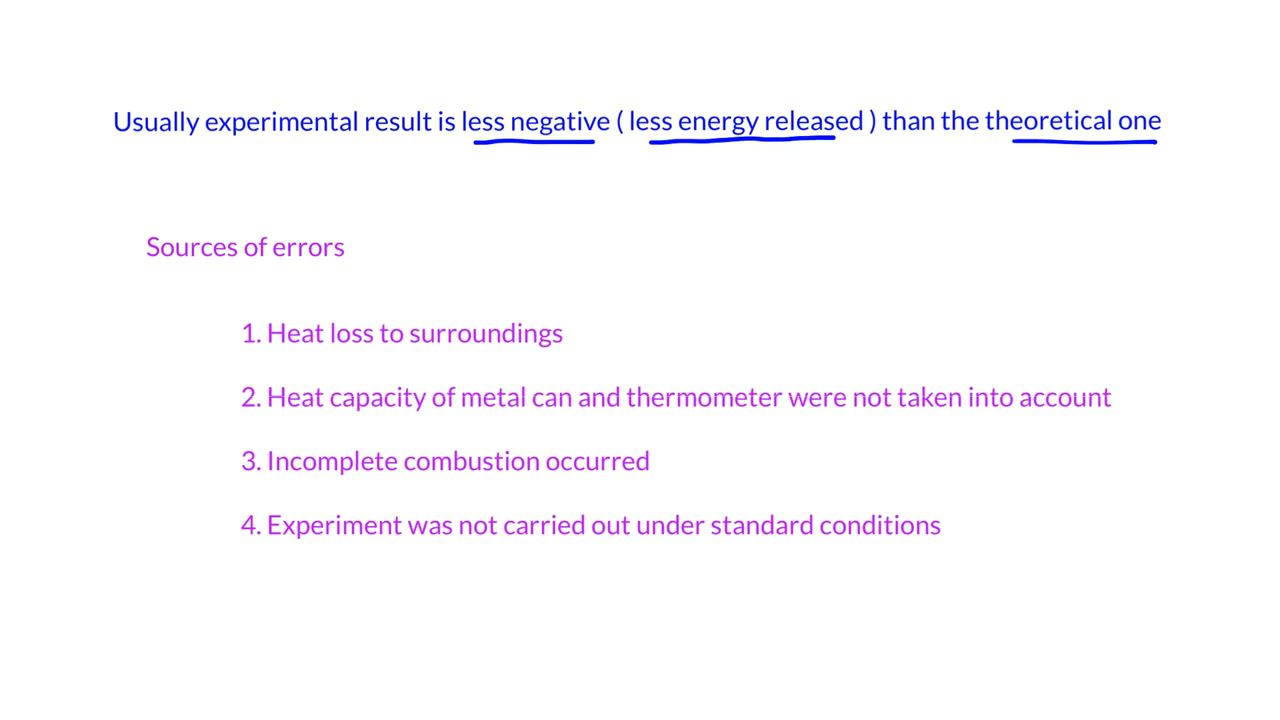 Usually experimental result is less negative ( less energy released ) than the theoretical one
Sources of errors
1. Heat loss to surroundings
2. Heat capacity of metal can and thermometer were not taken into account
3. Incomplete combustion occurred
4. Experiment was not carried out under standard conditions